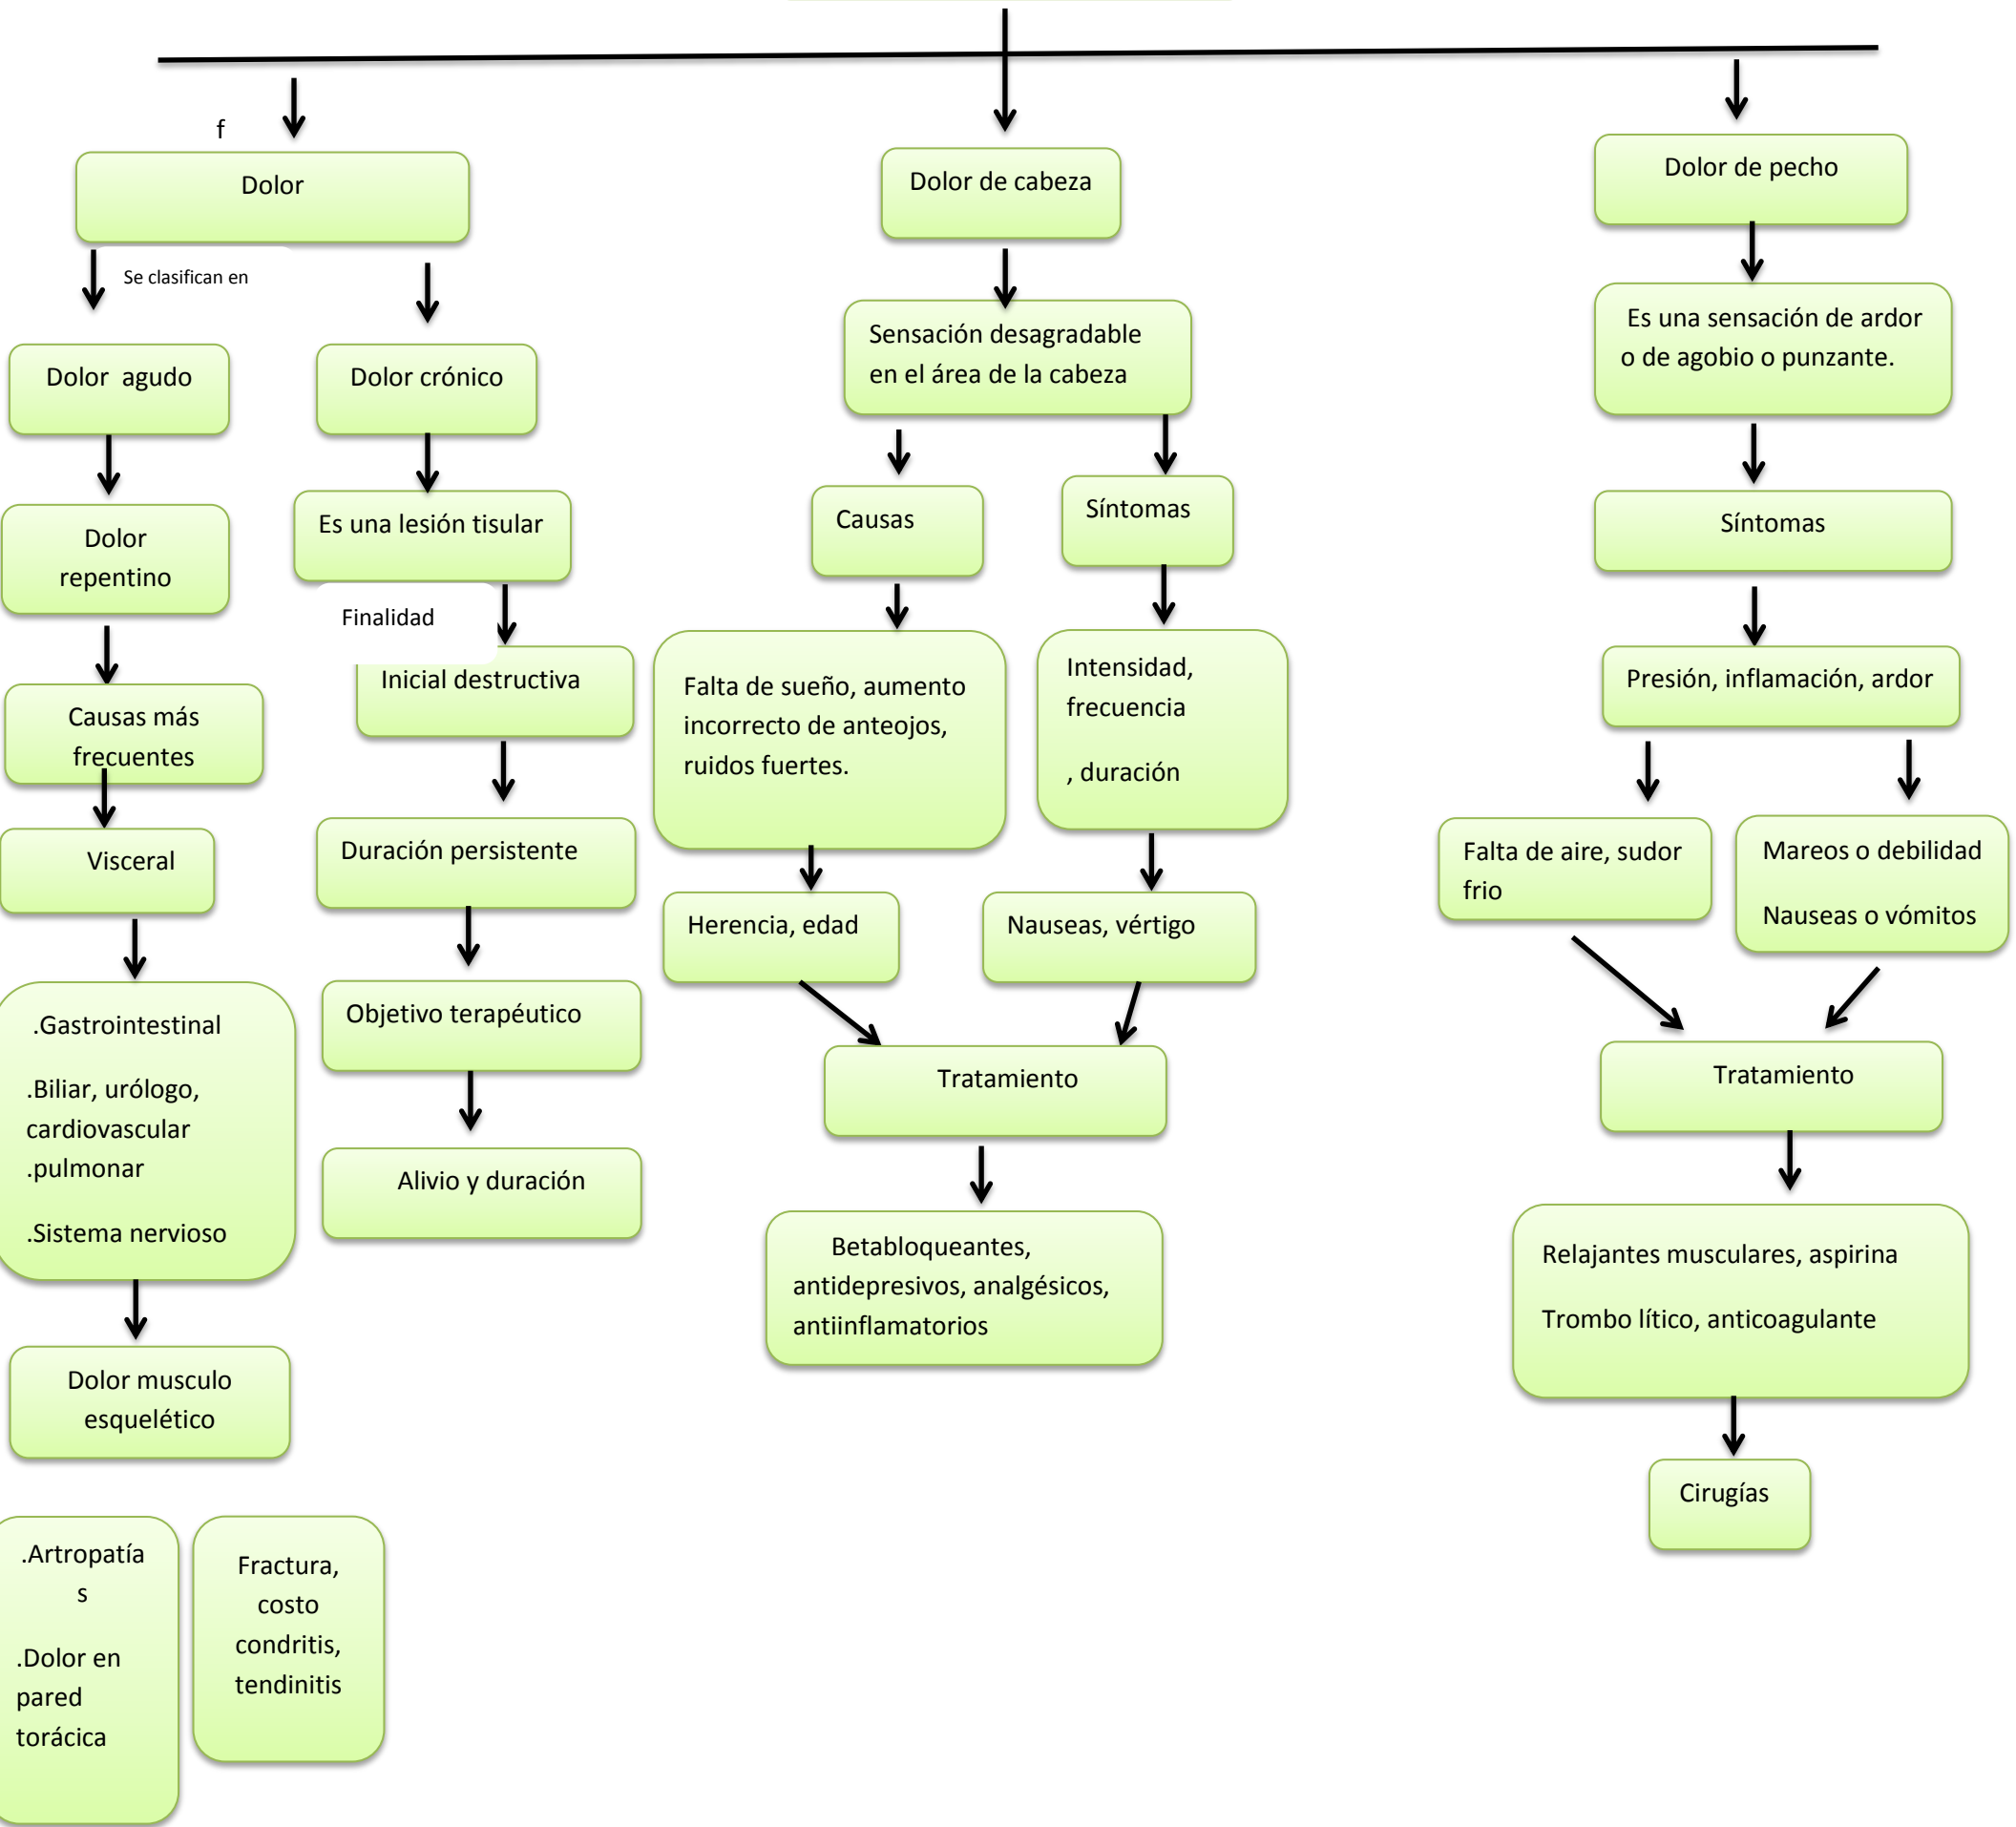 f
Dolor
Se clasifican en
Dolor agudo
Dolor repentino
Causas más
frecuentes
Visceral
.Gastrointestinal
.Biliar, urólogo,
cardiovascular
.pulmonar
.Sistema nervioso
Dolor musculo
esquelético
.Artropatía
s
.Dolor en
pared
torácica
Fractura,
costo
condritis,
tendinitis
Dolor crónico
Es una lesión tisular
Finalidad
Inicial destructiva
Duración persistente
Objetivo terapéutico
Alivio y duración
Dolor de cabeza
Sensación desagradable
en el área de la cabeza
Causas
Falta de sueño, aumento
incorrecto de anteojos,
ruidos fuertes.
Herencia, edad
Síntomas
Intensidad,
frecuencia
, duración
Nauseas, vértigo
Tratamiento
Betabloqueantes,
antidepresivos, analgésicos,
antiinflamatorios
Dolor de pecho
Es una sensación de ardor
o de agobio o punzante.
Síntomas
Presión, inflamación, ardor
Falta de aire, sudor
frio
Mareos o debilidad
Nauseas o vómitos
Tratamiento
Relajantes musculares, aspirina
Trombo lítico, anticoagulante
Cirugías